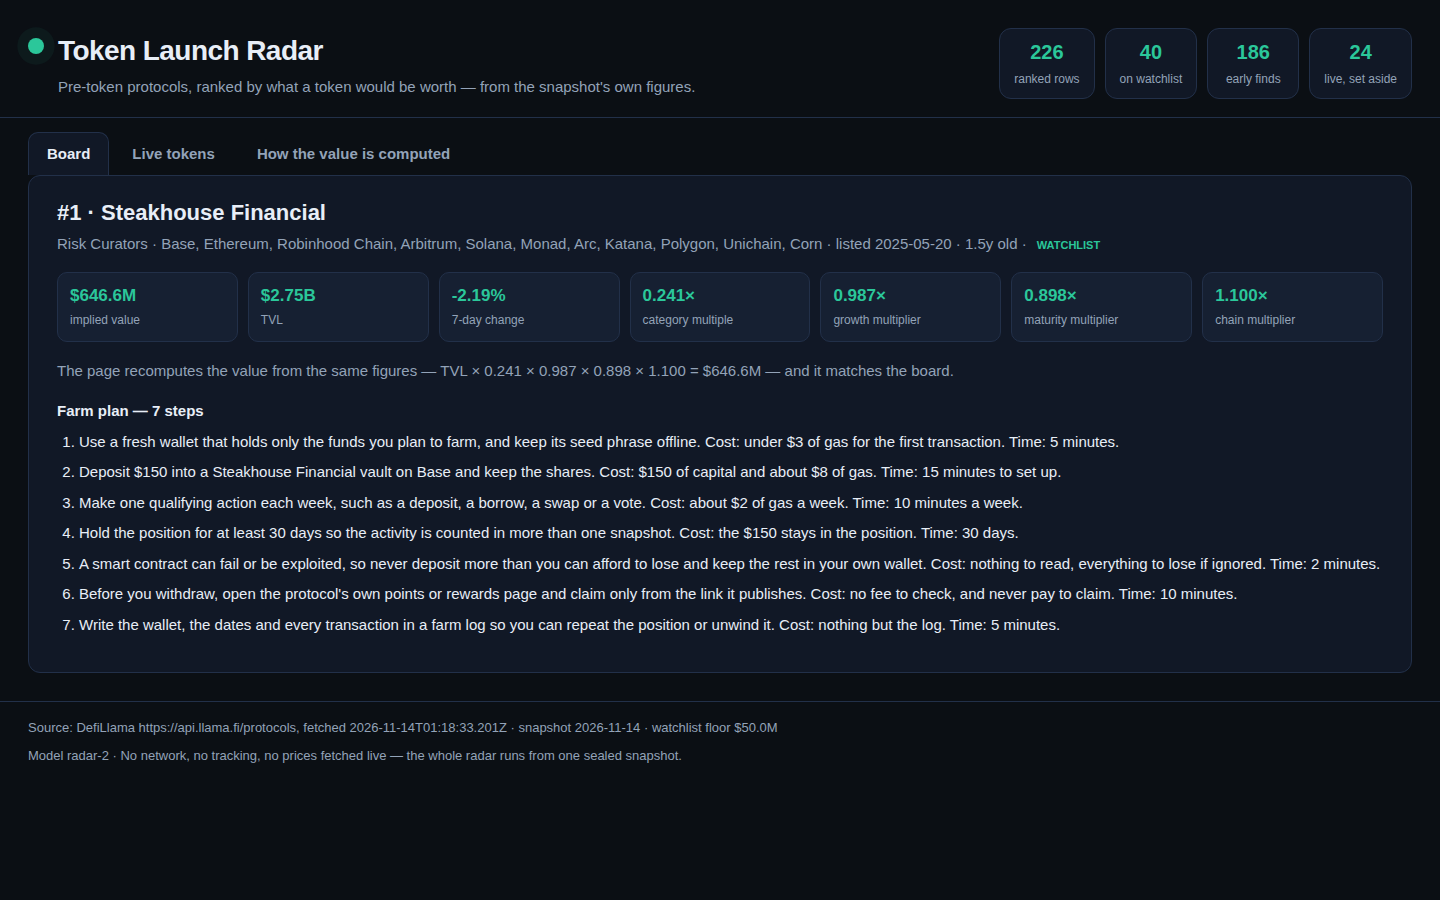 Token Launch Radar
Pre-token protocols, ranked by what a token would be worth — from the snapshot's own figures.
226
ranked rows
40
on watchlist
186
early finds
24
live, set aside
Board
Live tokens
How the value is computed
#1 · Steakhouse Financial
Risk Curators · Base, Ethereum, Robinhood Chain, Arbitrum, Solana, Monad, Arc, Katana, Polygon, Unichain, Corn · listed 2025-05-20 · 1.5y old · WATCHLIST
$646.6M
implied value
$2.75B
TVL
-2.19%
7-day change
0.241×
category multiple
0.987×
growth multiplier
0.898×
maturity multiplier
1.100×
chain multiplier
The page recomputes the value from the same figures — TVL × 0.241 × 0.987 × 0.898 × 1.100 = $646.6M — and it matches the board.
Farm plan — 7 steps
1. Use a fresh wallet that holds only the funds you plan to farm, and keep its seed phrase offline. Cost: under $3 of gas for the first transaction. Time: 5 minutes.
2. Deposit $150 into a Steakhouse Financial vault on Base and keep the shares. Cost: $150 of capital and about $8 of gas. Time: 15 minutes to set up.
3. Make one qualifying action each week, such as a deposit, a borrow, a swap or a vote. Cost: about $2 of gas a week. Time: 10 minutes a week.
4. Hold the position for at least 30 days so the activity is counted in more than one snapshot. Cost: the $150 stays in the position. Time: 30 days.
5. A smart contract can fail or be exploited, so never deposit more than you can afford to lose and keep the rest in your own wallet. Cost: nothing to read, everything to lose if ignored. Time: 2 minutes.
6. Before you withdraw, open the protocol's own points or rewards page and claim only from the link it publishes. Cost: no fee to check, and never pay to claim. Time: 10 minutes.
7. Write the wallet, the dates and every transaction in a farm log so you can repeat the position or unwind it. Cost: nothing but the log. Time: 5 minutes.
Source: DefiLlama https://api.llama.fi/protocols, fetched 2026-11-14T01:18:33.201Z · snapshot 2026-11-14 · watchlist floor $50.0M
Model radar-2 · No network, no tracking, no prices fetched live — the whole radar runs from one sealed snapshot.